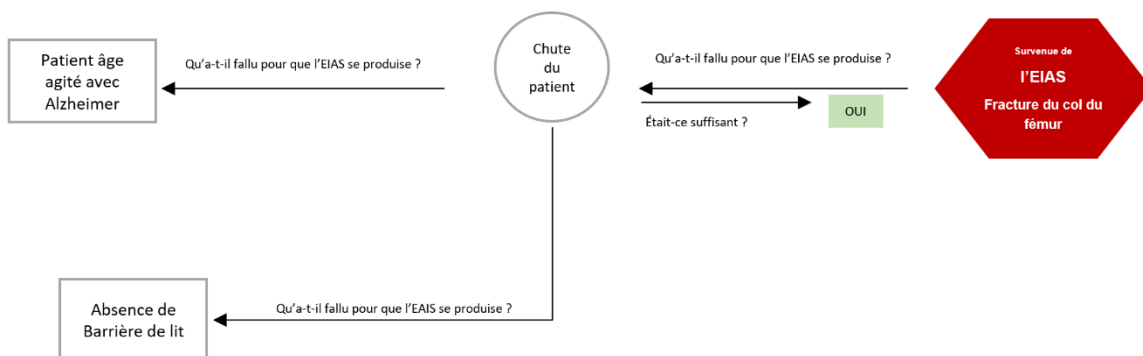 Patient âge
agité avec
Alzheimer
Qu'a-t-il fallu pour que l'EIAS se produise ?
Chute
du
patient
Qu'a-t-il fallu pour que l'EIAS se produise ?
Était-ce suffisant ?
OUI
Survenue de
l'EIAS
Fracture du col du
fémur
Absence de
Barrière de lit
Qu'a-t-il fallu pour que l'EAIS se produise ?